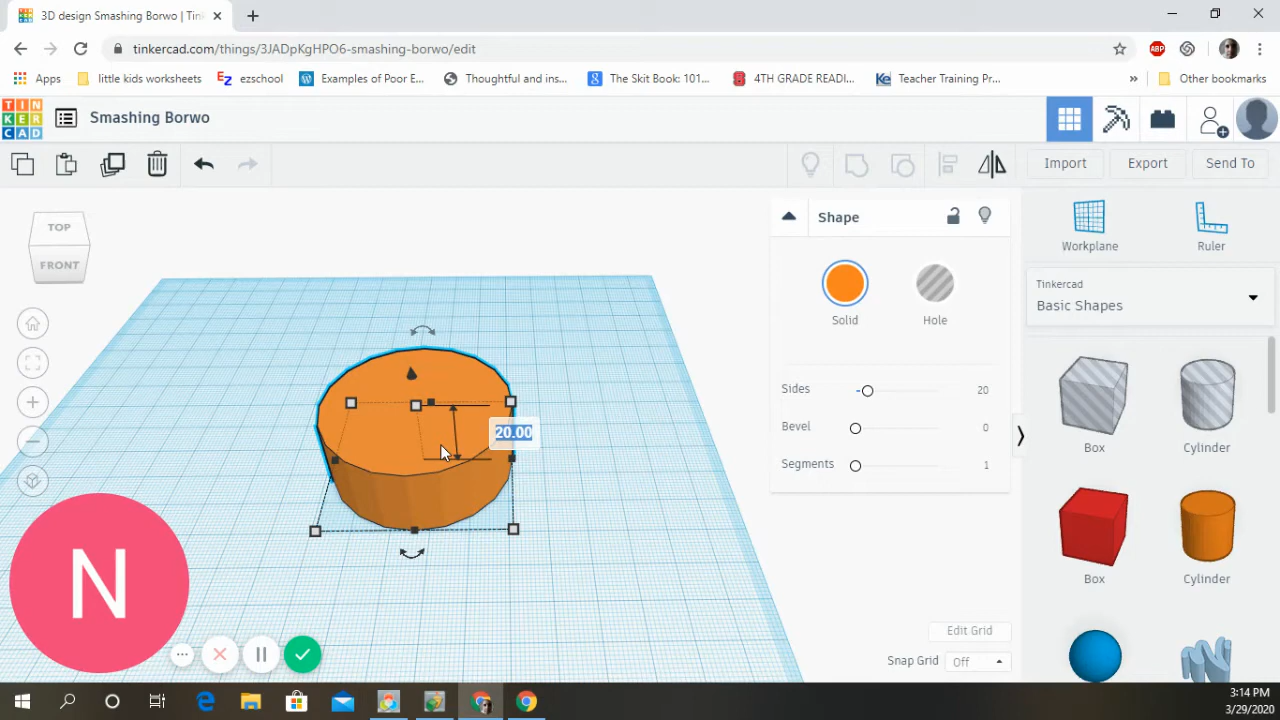 3D design Smashing Borwo | Tin
tinkercad.com/things/3JADpKgHPO6-smashing-borwo/edit
ABP
Apps
little kids worksheets
EZ ezschool
Examples of Poor E...
Thoughtful and ins...
The Skit Book: 101...
4TH GRADE READI...
Ke Teacher Training Pr...
»
Other bookmarks
TIN
KER
CAD
Smashing Borwo
Import
Export
Send To
TOP
FRONT
Shape
Solid
Hole
Sides
20
Bevel
0
Segments
1
Workplane
Ruler
Tinkercad
Basic Shapes
Box
Cylinder
Box
Cylinder
20.00
N
Edit Grid
Snap Grid
Off
3:14 PM
3/29/2020